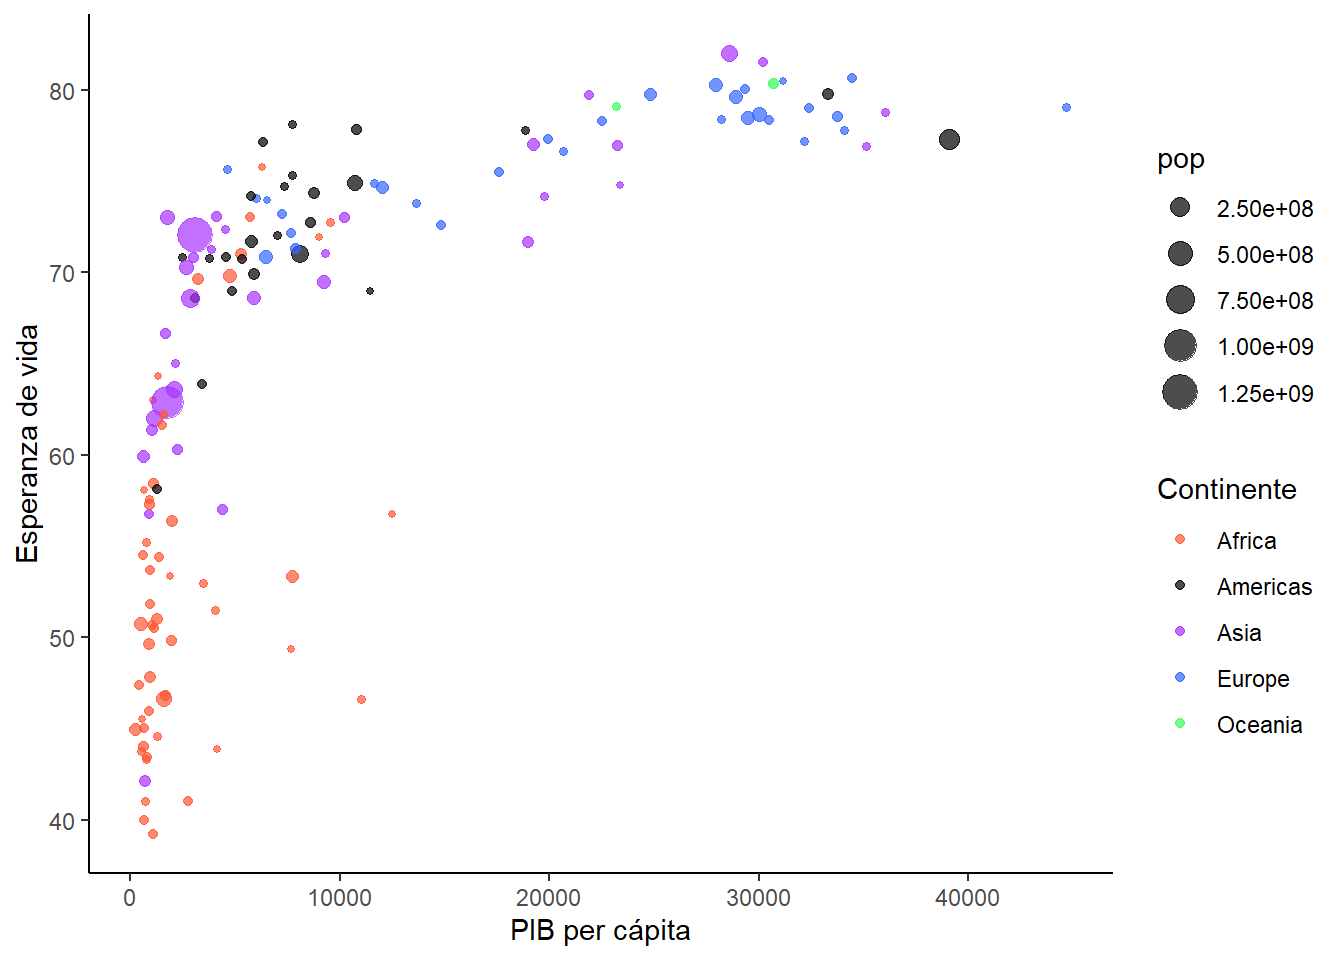 80
70
60
50
40
0
10000
20000
30000
40000
PIB per cápita
Esperanza de vida
pop
2.50e+08
5.00e+08
7.50e+08
1.00e+09
1.25e+09
Continente
Africa
Americas
Asia
Europe
Oceania